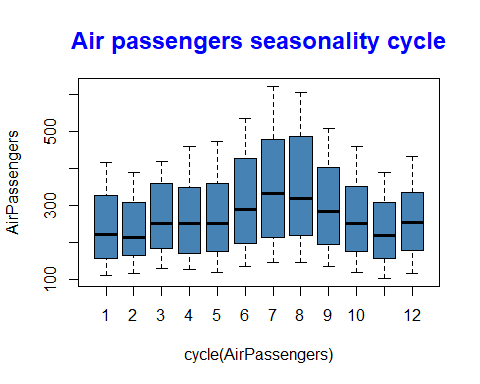 Air passengers seasonality cycle
AirPassengers
500
300
100
1 2 3 4 5 6 7 8 9 10 12
cycle(AirPassengers)